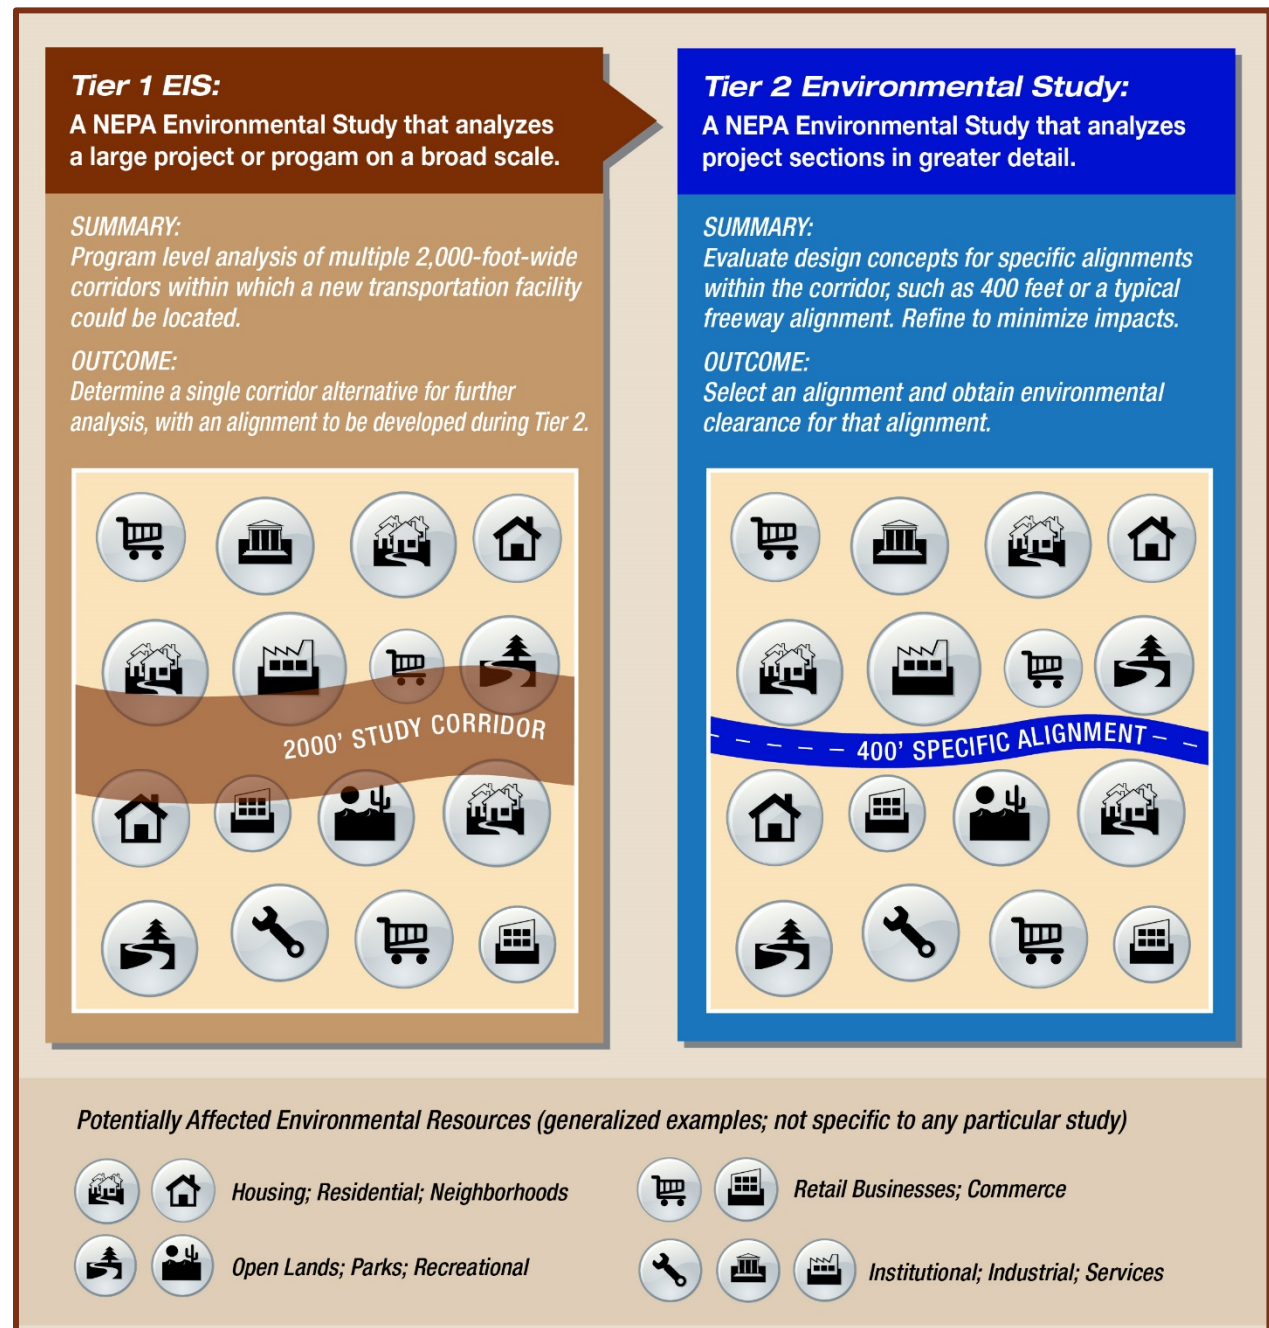 Tier 1 EIS:
A NEPA Environmental Study that analyzes
a large project or progam on a broad scale.
SUMMARY:
Program level analysis of multiple 2,000-foot-wide
corridors within which a new transportation facility
could be located.
OUTCOME:
Determine a single corridor alternative for further
analysis, with an alignment to be developed during Tier 2.
2000' STUDY CORRIDOR
Tier 2 Environmental Study:
A NEPA Environmental Study that analyzes
project sections in greater detail.
SUMMARY:
Evaluate design concepts for specific alignments
within the corridor, such as 400 feet or a typical
freeway alignment. Refine to minimize impacts.
OUTCOME:
Select an alignment and obtain environmental
clearance for that alignment.
400' SPECIFIC ALIGNMENT
Potentially Affected Environmental Resources (generalized examples; not specific to any particular study)
Housing; Residential; Neighborhoods
Retail Businesses; Commerce
Open Lands; Parks; Recreational
Institutional; Industrial; Services